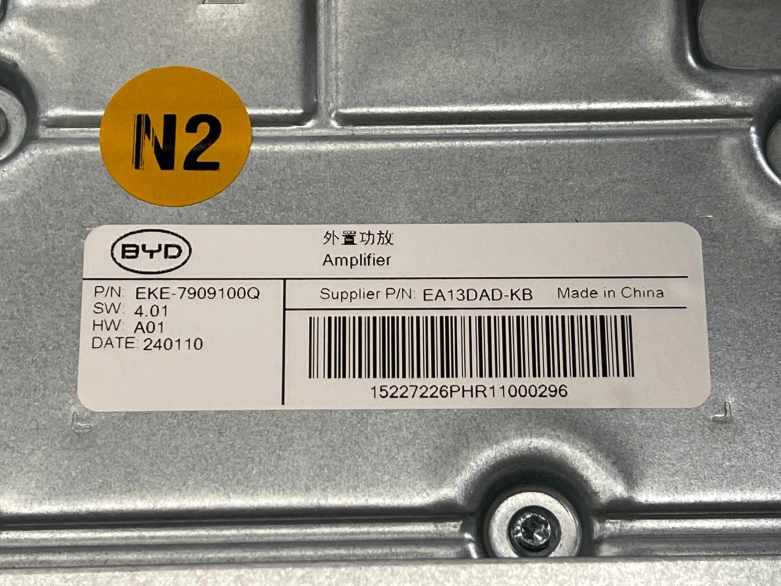 N2
BYD
外置功放
Amplifier
P/N: EKE-7909100Q
SW: 4.01
HW: A01
DATE: 240110
Supplier P/N: EA13DAD-KB Made in China
15227226PHR11000296